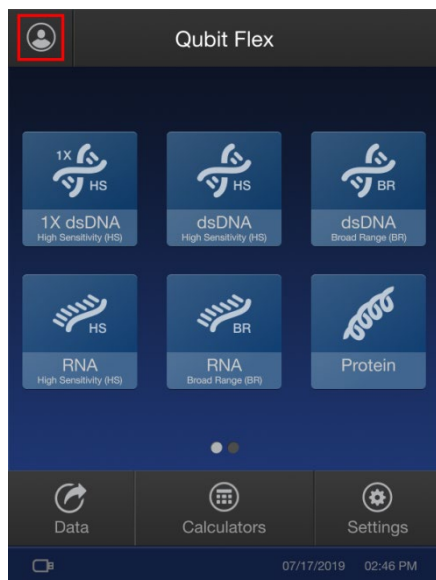 Qubit Flex
1X
HS
HS
BR
1X dsDNA
dsDNA
dsDNA
High Sensitivity (HS)
High Sensitivity (HS)
Broad Range (BR)
HS
BR
RNA
RNA
Protein
High Sensitivity (HS)
Broad Range (BR)
Data
Calculators
Settings
07/17/2019 02:46 PM